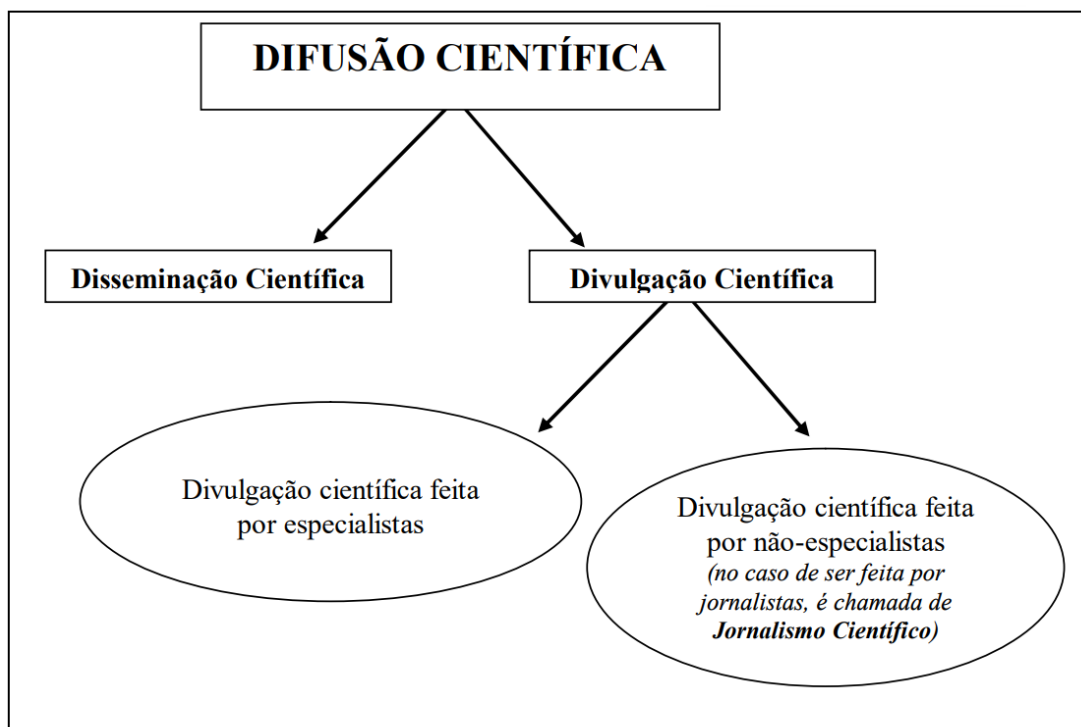 DIFUSÃO CIENTÍFICA
Disseminação Científica
Divulgação Científica
Divulgação científica feita
por especialistas
Divulgação científica feita
por não-especialistas
(no caso de ser feita por
jornalistas, é chamada de
Jornalismo Científico)